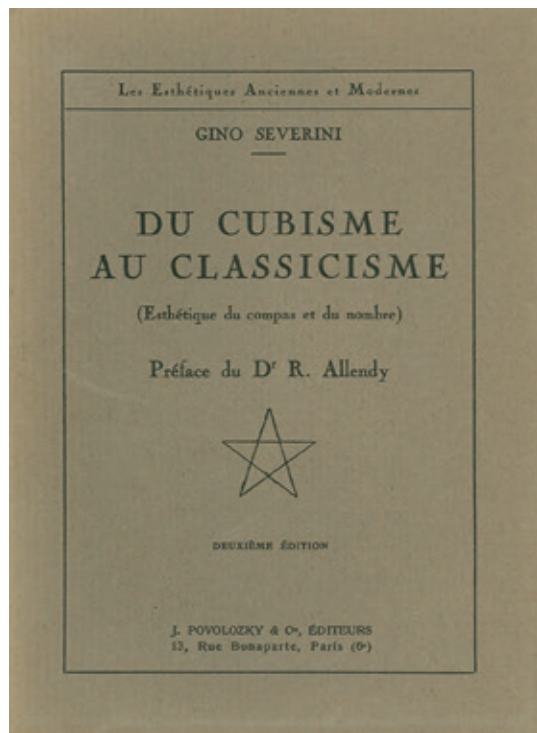 Les Esthétiques Anciennes et Modernes
GINO SEVERINI
DU CUBISME
AU CLASSICISME
(Esthétique du compas et du nombre)
Préface du Dʳ R. Allendy
DEUXIÈME ÉDITION
J. POVOLOZKY & Cⁱᵉ, ÉDITEURS
13, Rue Bonaparte, Paris (6ᵉ)